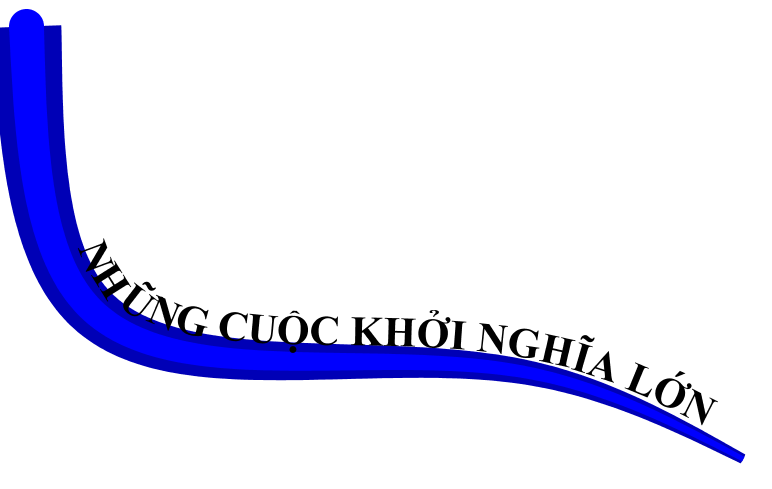 NHỮNG CUỘC KHỞI NGHĨA LỚN